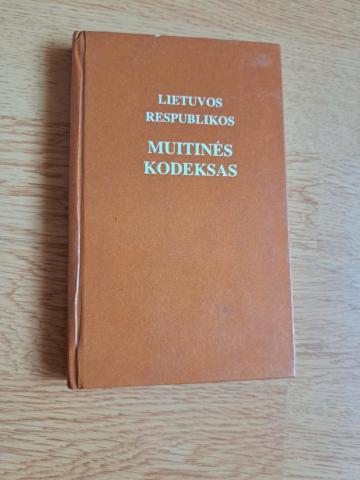 LIETUVOS
RESPUBLIKOS
MUITINĖS
KODEKSAS